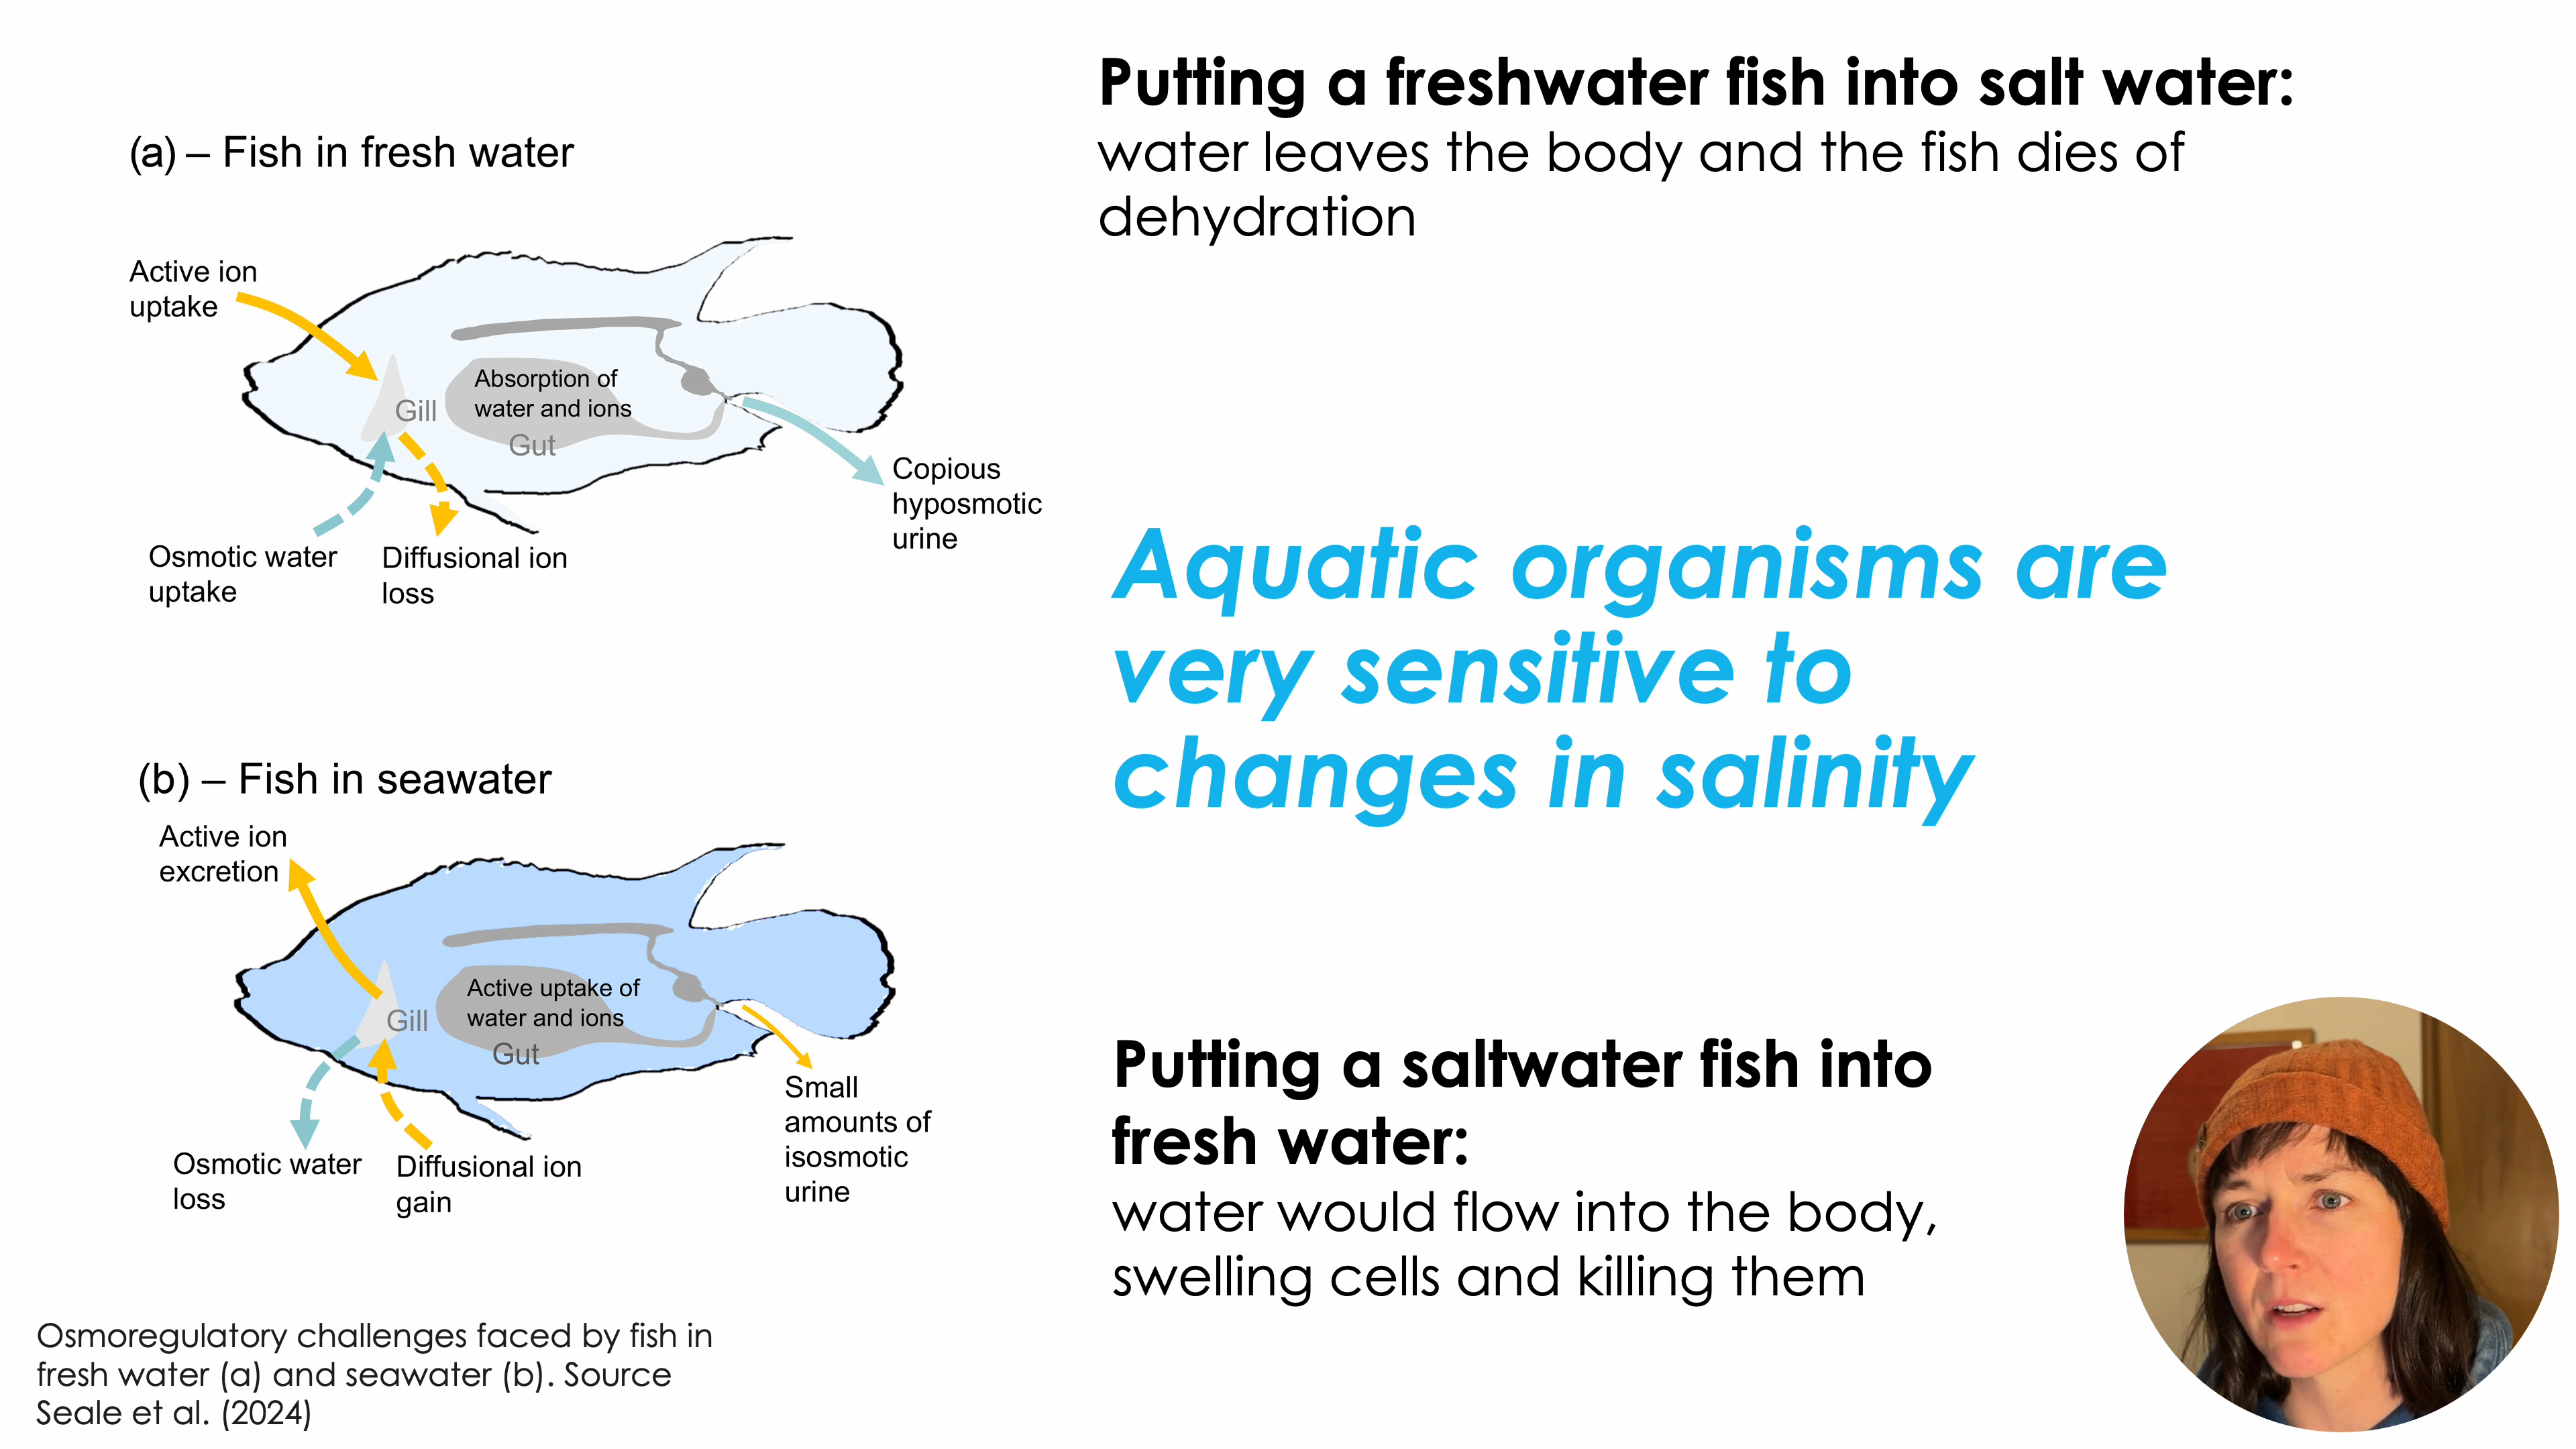 (a) – Fish in fresh water
Active ion
uptake
Gill
Absorption of
water and ions
Gut
Copious
hyposmotic
urine
Osmotic water
uptake
Diffusional ion
loss
(b) – Fish in seawater
Active ion
excretion
Gill
Active uptake of
water and ions
Gut
Small
amounts of
isosmotic
urine
Osmotic water
loss
Diffusional ion
gain
Osmoregulatory challenges faced by fish in
fresh water (a) and seawater (b). Source
Seale et al. (2024)
Putting a freshwater fish into salt water:
water leaves the body and the fish dies of
dehydration
Aquatic organisms are
very sensitive to
changes in salinity
Putting a saltwater fish into
fresh water:
water would flow into the body,
swelling cells and killing them